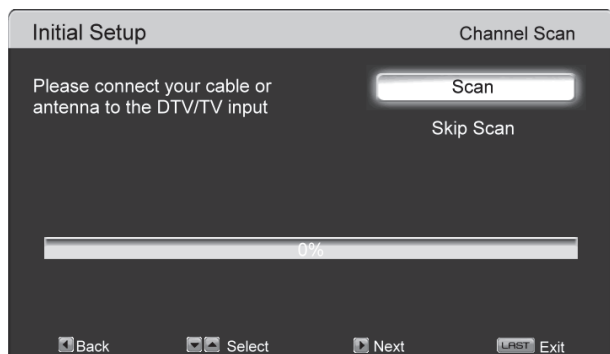 Initial Setup
Channel Scan
Please connect your cable or
antenna to the DTV/TV input
Scan
Skip Scan
0%
Back
Select
Next
LAST Exit